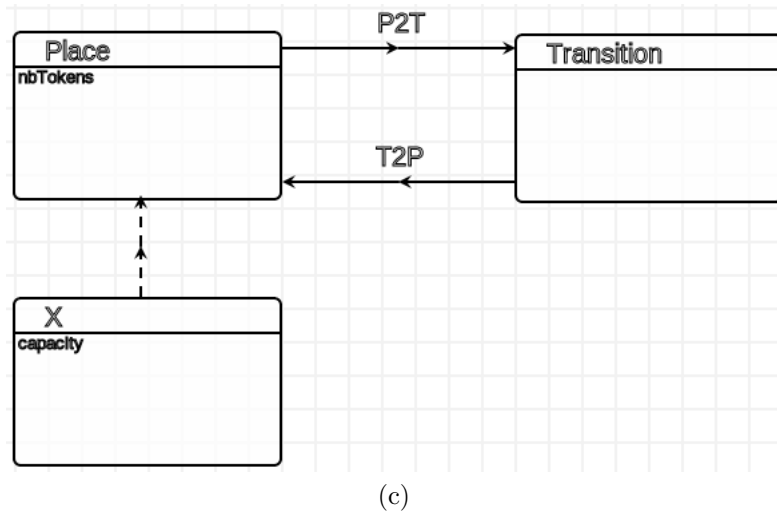 P2T
Place
Transition
nbTokens
T2P
X
capacity
(c)